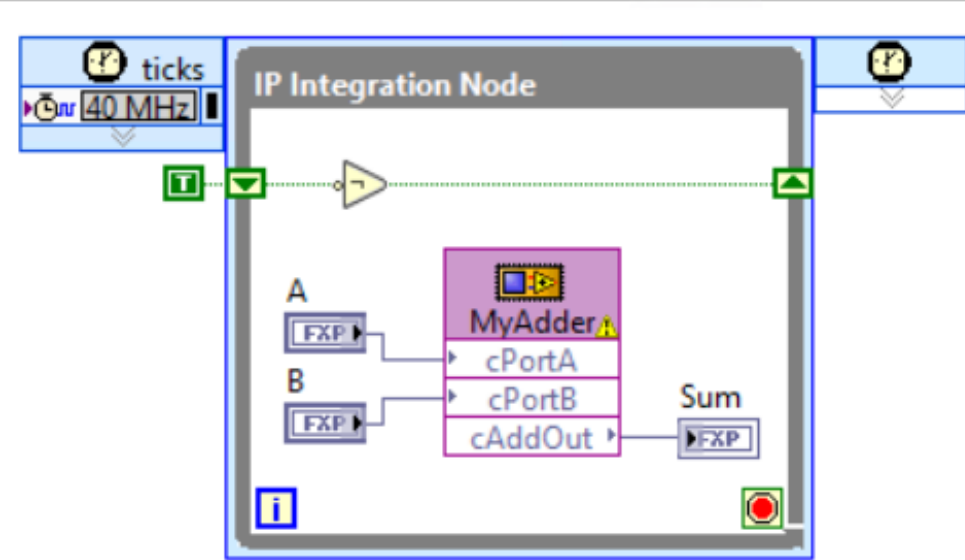 ticks
40 MHz
IP Integration Node
T
¬
A
FXP
MyAdder
cPortA
B
FXP
cPortB
Sum
cAddOut
FXP
i